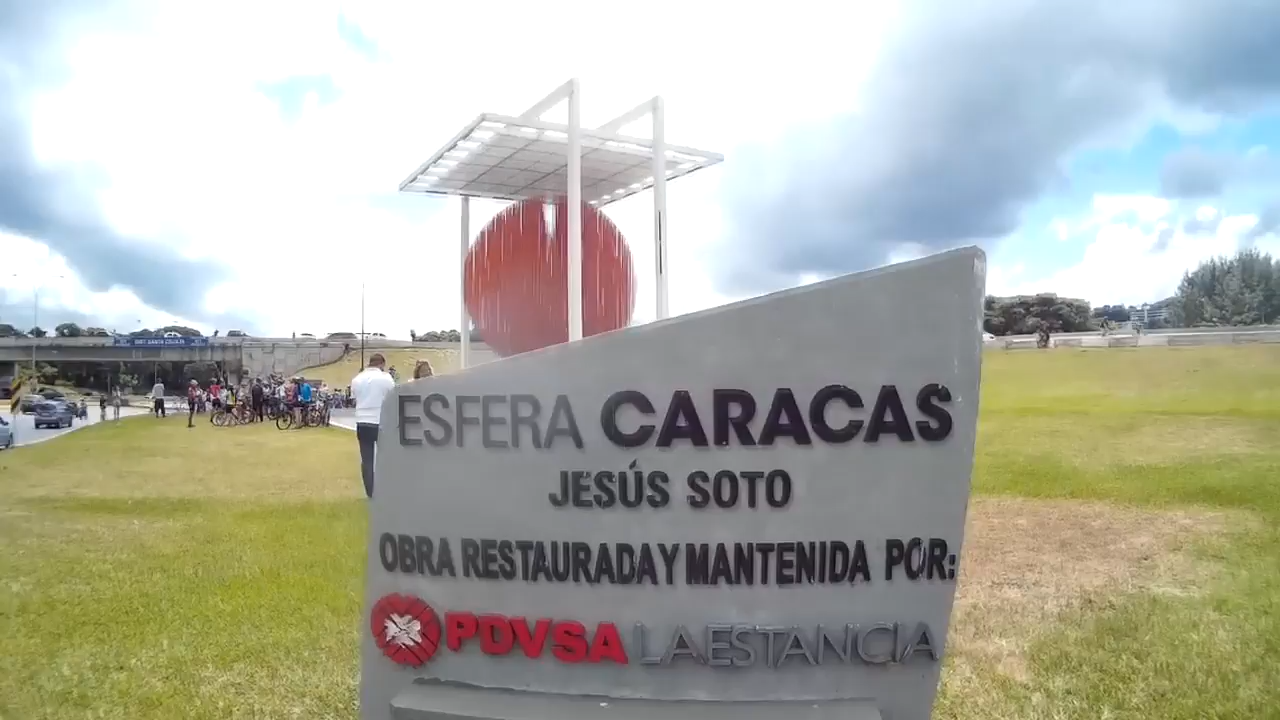 ESFERA CARACAS
JESÚS SOTO
OBRA RESTAURADA Y MANTENIDA POR:
PDVSA LA ESTANCIA